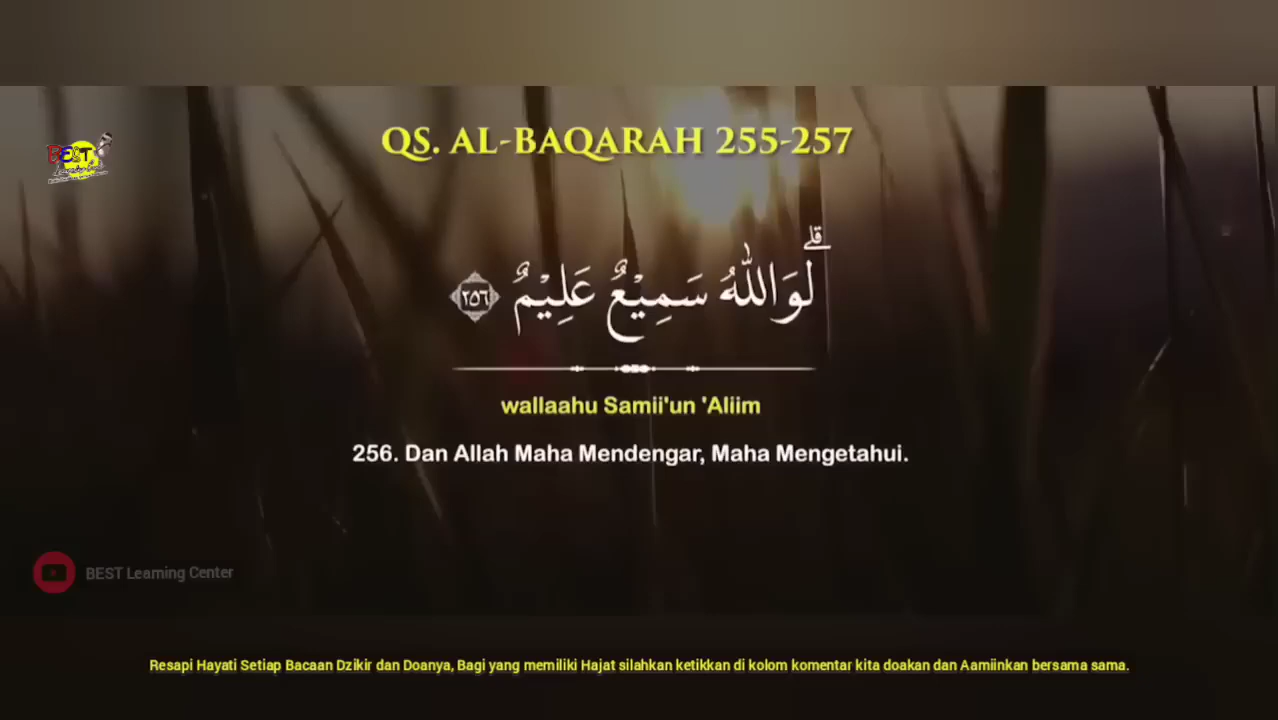 QS. AL-BAQARAH 255-257
BEST
ۗوَاللّٰهُ سَمِيْعٌ عَلِيْمٌ ٢٥٦
wallaahu Samii'un 'Aliim
256. Dan Allah Maha Mendengar, Maha Mengetahui.
BEST Learning Center
Resapi Hayati Setiap Bacaan Dzikir dan Doanya, Bagi yang memiliki Hajat silahkan ketikkan di kolom komentar kita doakan dan Aamiinkan bersama sama.